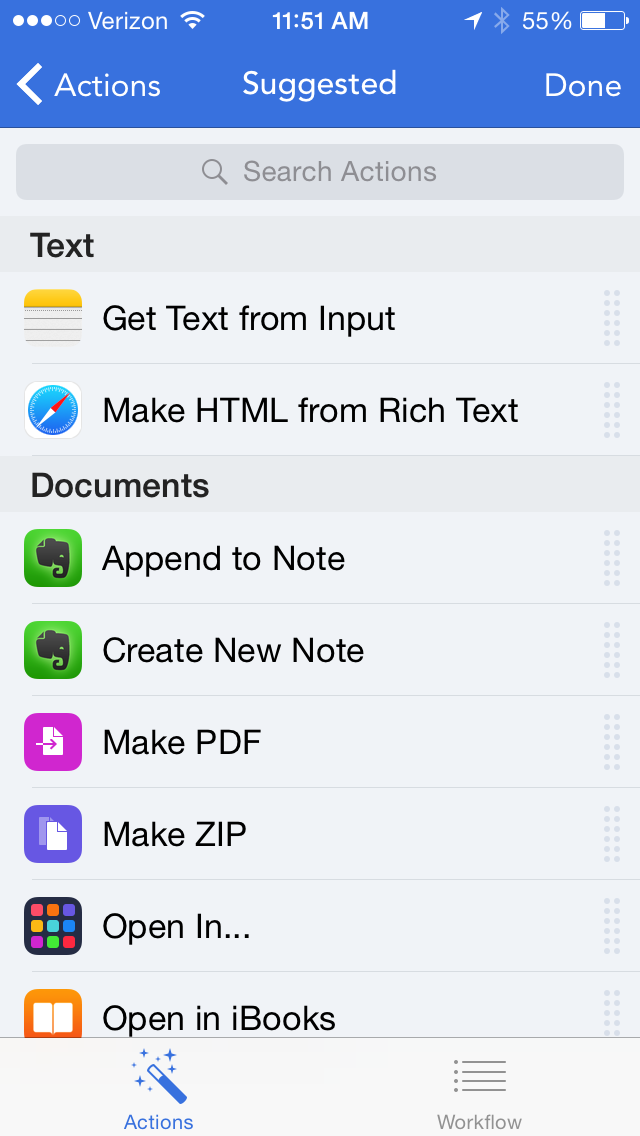 Verizon 11:51 AM 55%
Actions Suggested Done
Search Actions
Text
Get Text from Input
Make HTML from Rich Text
Documents
Append to Note
Create New Note
Make PDF
Make ZIP
Open In...
Open in iBooks
Actions Workflow